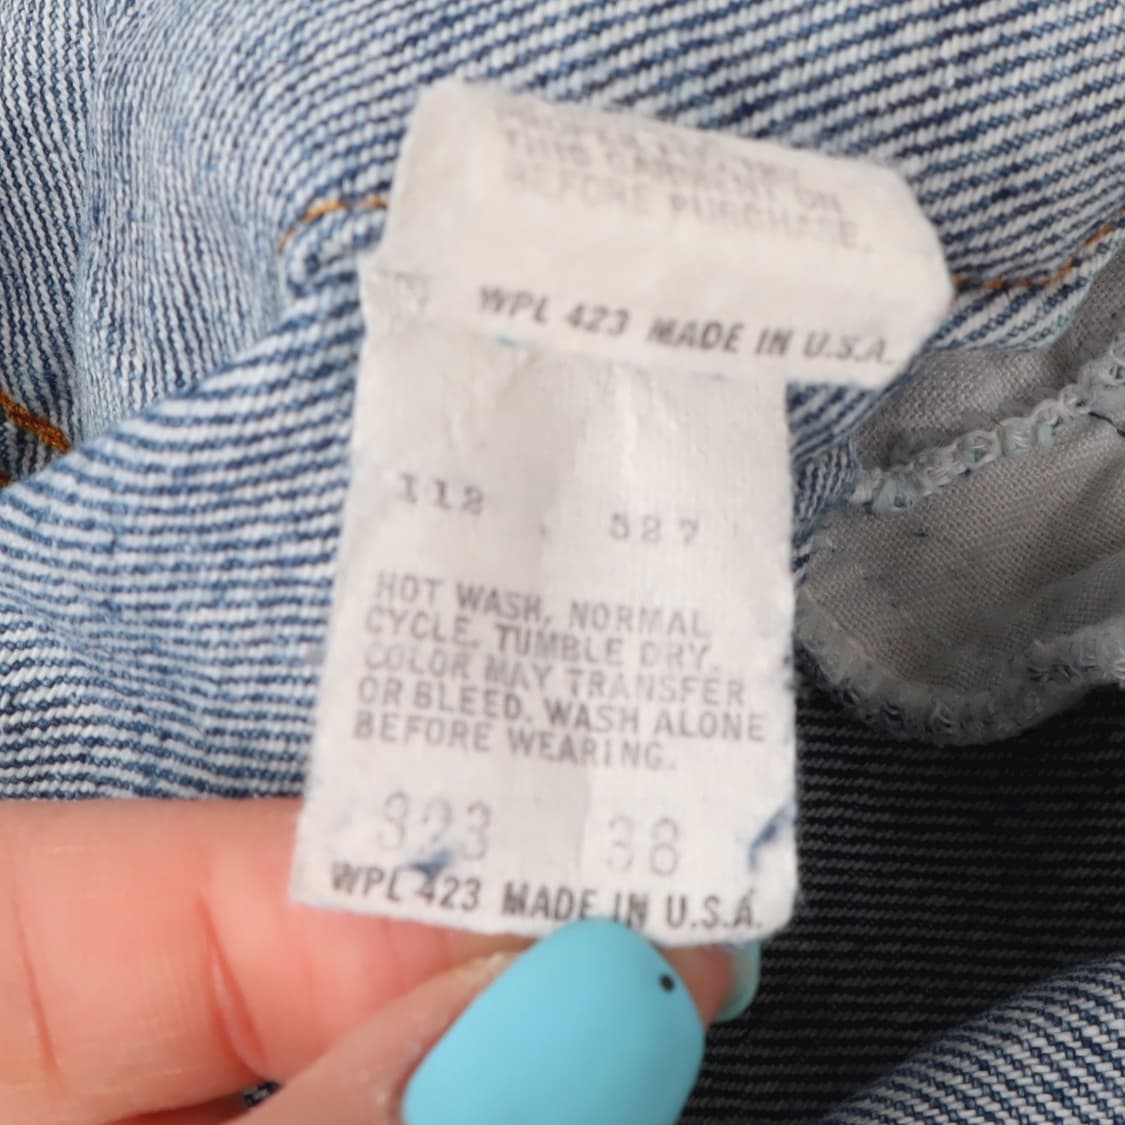 THIS GARMENT ON
BEFORE PURCHASE.
WPL 423 MADE IN U.S.A.
112 527
HOT WASH, NORMAL
CYCLE. TUMBLE DRY.
COLOR MAY TRANSFER
OR BLEED. WASH ALONE
BEFORE WEARING.
323 38
WPL 423 MADE IN U.S.A.